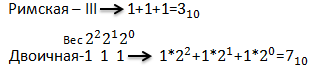 Римская – III → 1+1+1=3₁₀
Вес 2²2¹2⁰
Двоичная-1 1 1 → 1*2²+1*2¹+1*2⁰=7₁₀